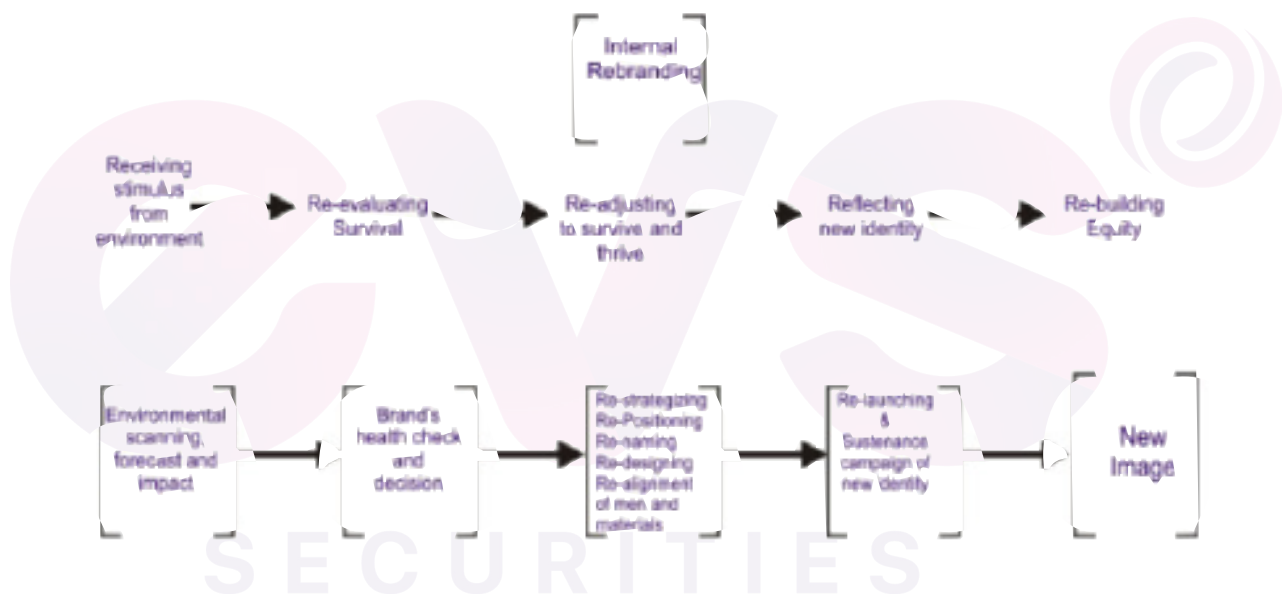 Internal
Rebranding
Receiving
stimulus
from
environment
Re-evaluating
Survival
Re-adjusting
to survive and
thrive
Reflecting
new identity
Re-building
Equity
Environmental
scanning,
forecast and
impact
Brand's
health check
and
decision
Re-strategizing
Re-Positioning
Re-naming
Re-designing
Re-alignment
of men and
materials
Re-launching
&
Sustenance
campaign of
new identity
New
Image
evs
SECURITIES